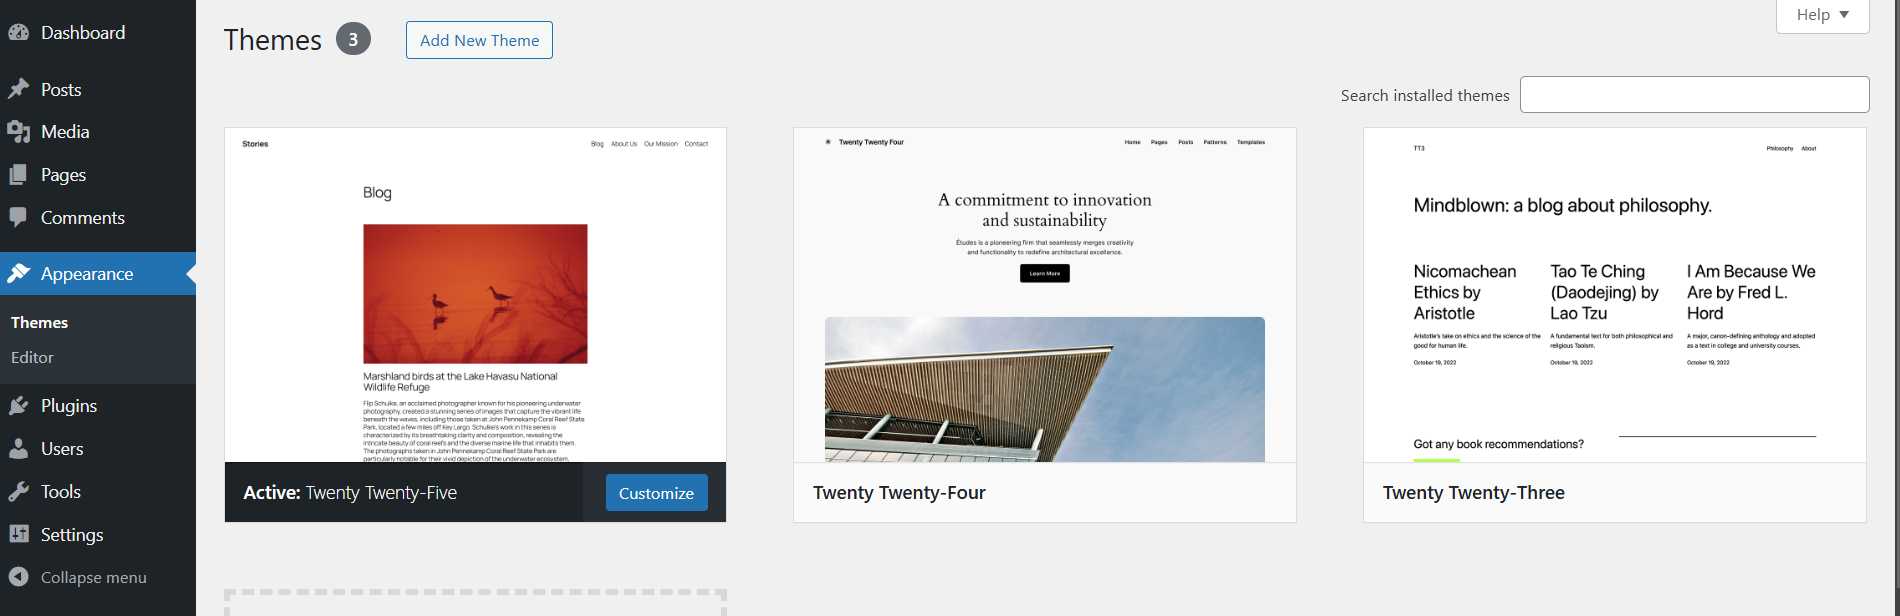 Dashboard
Posts
Media
Pages
Comments
Appearance
Themes
Editor
Plugins
Users
Tools
Settings
Collapse menu
Themes 3
Add New Theme
Help
Search installed themes
Stories
Blog About Us Our Mission Contact
Blog
Marshland birds at the Lake Havasu National
Wildlife Refuge
Flip Schulke, an acclaimed photographer known for his pioneering underwater
photography, created a stunning series of images that capture the vibrant life
beneath the waves, including those taken at John Pennekamp Coral Reef State
Park, located a few miles off Key Largo. Schulke's work in this series is
characterized by its breathtaking clarity and composition, revealing the
intricate beauty of coral reefs and the diverse marine life that inhabits them.
The photographs taken in John Pennekamp Coral Reef State Park are
particularly notable for their vivid depiction of the underwater ecosystem,
Active: Twenty Twenty-Five
Customize
Twenty Twenty Four
Home Pages Posts Patterns Templates
A commitment to innovation
and sustainability
Études is a pioneering firm that seamlessly merges creativity
and functionality to redefine architectural excellence.
Learn More
Twenty Twenty-Four
TT3
Philosophy About
Mindblown: a blog about philosophy.
Nicomachean
Ethics by
Aristotle
Aristotle's take on ethics and the science of the
good for human life.
October 19, 2022
Tao Te Ching
(Daodejing) by
Lao Tzu
A fundamental text for both philosophical and
religious Taoism.
October 19, 2022
I Am Because We
Are by Fred L.
Hord
A major, canon-defining anthology and adopted
as a text in college and university courses.
October 19, 2022
Got any book recommendations?
Twenty Twenty-Three